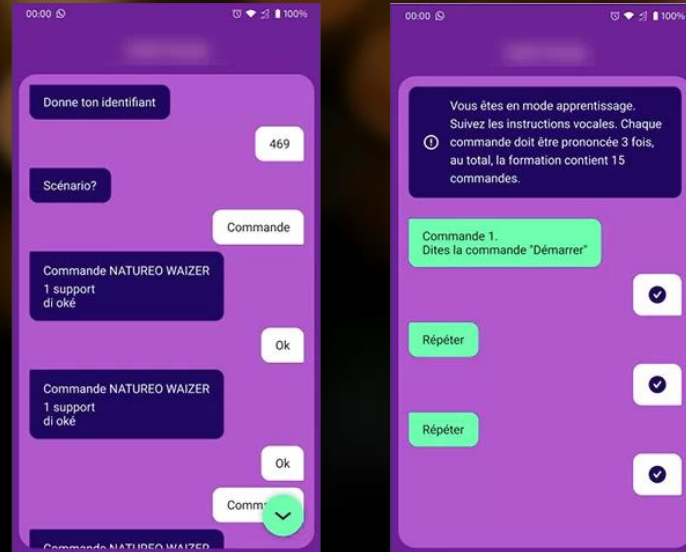 00:00
100%
Donne ton identifiant
469
Scénario?
Commande
Commande NATUREO WAIZER
1 support
di oké
Ok
Commande NATUREO WAIZER
1 support
di oké
Ok
Comm
Commande NATUREO WAIZER
00:00
100%
Vous êtes en mode apprentissage.
Suivez les instructions vocales. Chaque
commande doit être prononcée 3 fois,
au total, la formation contient 15
commandes.
Commande 1.
Dites la commande "Démarrer"
Répéter
Répéter